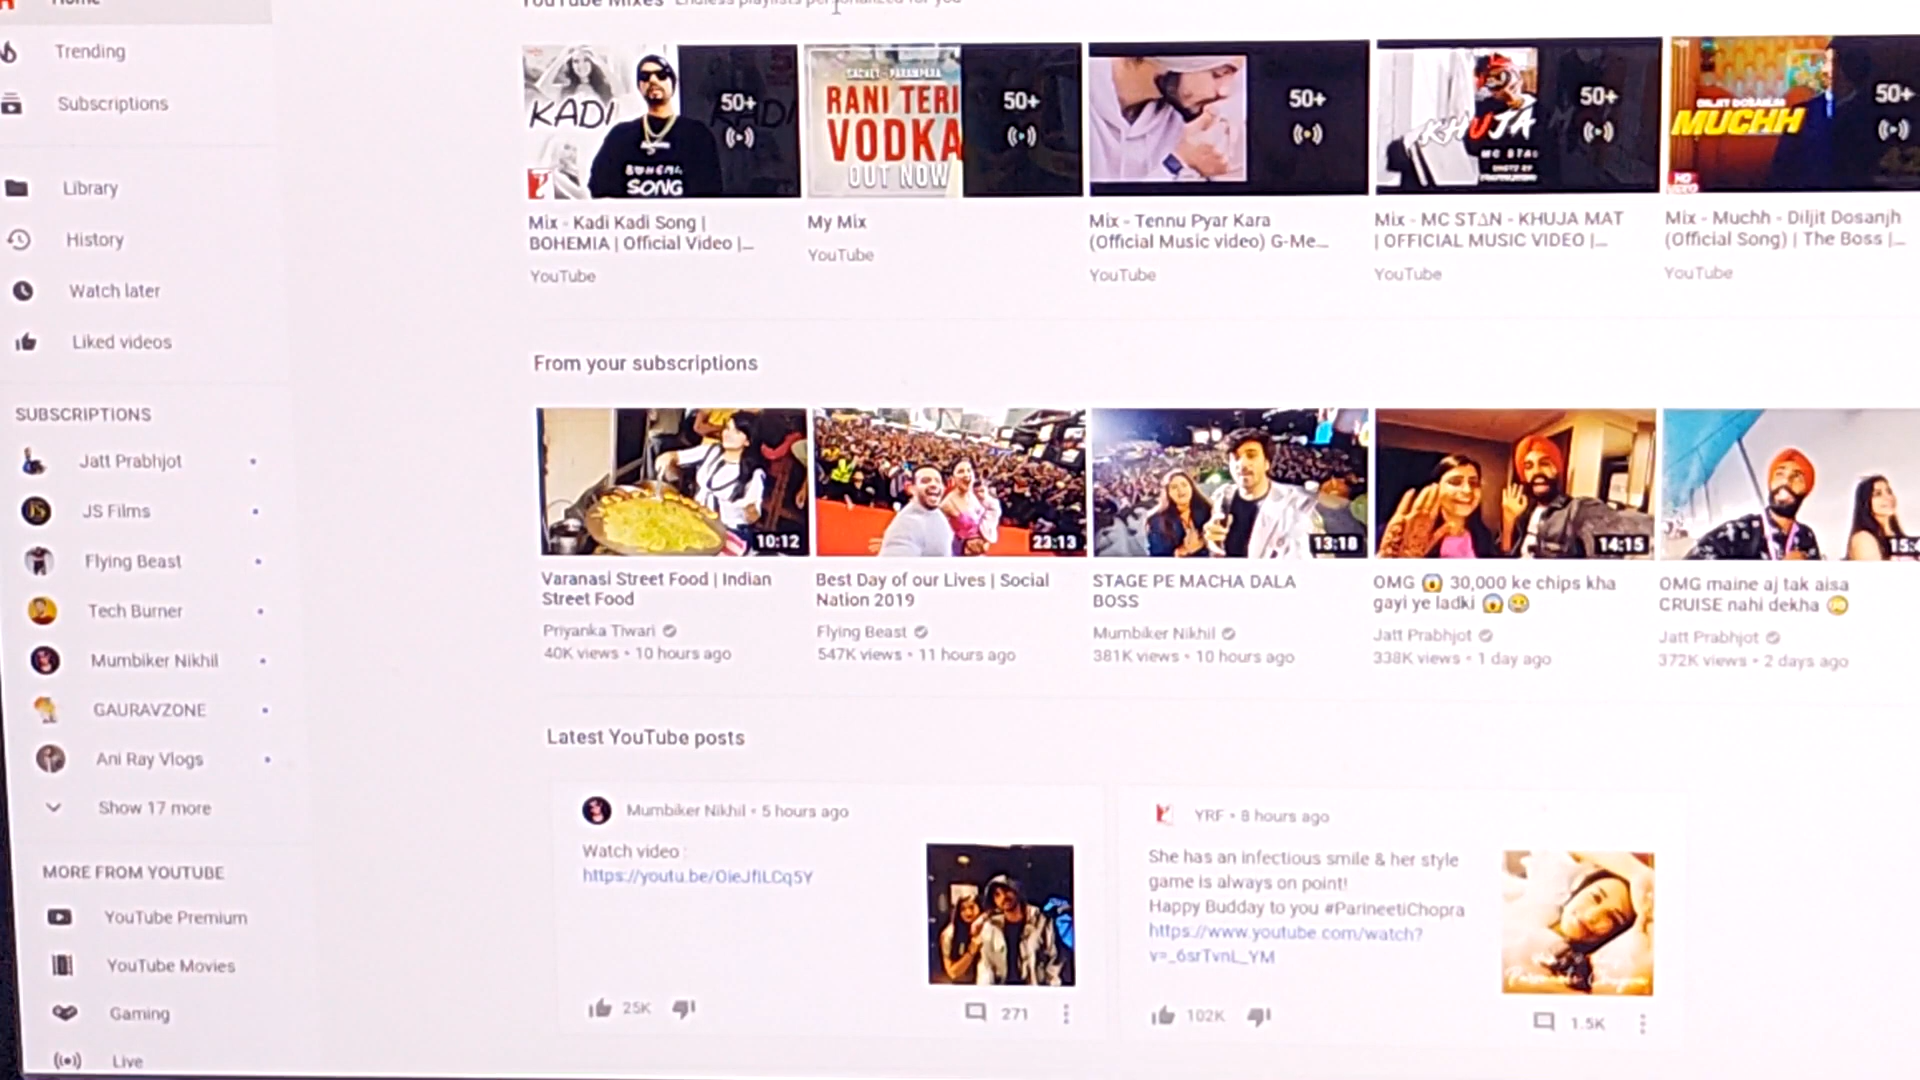 Home
YouTube Mixes Endless playlists personalized for you
Trending
Subscriptions
Library
History
Watch later
Liked videos
SUBSCRIPTIONS
Jatt Prabhjot
JS Films
Flying Beast
Tech Burner
Mumbiker Nikhil
GAURAVZONE
Ani Ray Vlogs
Show 17 more
MORE FROM YOUTUBE
YouTube Premium
YouTube Movies
Gaming
Live
KADI
BOHEMIA
SONG
50+
Mix - Kadi Kadi Song |
BOHEMIA | Official Video |...
YouTube
SACHET - PARAMPARA
RANI TERI
VODKA
OUT NOW
50+
My Mix
YouTube
50+
Mix - Tennu Pyar Kara
(Official Music video) G-Me...
YouTube
KHUJA M
MC STAN
50+
Mix - MC STΔN - KHUJA MAT
| OFFICIAL MUSIC VIDEO |...
YouTube
DILJIT DOSANJH
MUCHH
50+
Mix - Muchh - Diljit Dosanjh
(Official Song) | The Boss |...
YouTube
From your subscriptions
10:12
Varanasi Street Food | Indian
Street Food
Priyanka Tiwari
40K views • 10 hours ago
23:13
Best Day of our Lives | Social
Nation 2019
Flying Beast
547K views • 11 hours ago
13:18
STAGE PE MACHA DALA
BOSS
Mumbiker Nikhil
381K views • 10 hours ago
14:15
OMG 😱 30,000 ke chips kha
gayi ye ladki 😱😂
Jatt Prabhjot
338K views • 1 day ago
OMG maine aj tak aisa
CRUISE nahi dekha
Jatt Prabhjot
372K views • 2 days ago
Latest YouTube posts
Mumbiker Nikhil • 5 hours ago
Watch video :
https://youtu.be/OieJfILCq5Y
25K
271
YRF • 8 hours ago
She has an infectious smile & her style
game is always on point!
Happy Budday to you #ParineetiChopra
https://www.youtube.com/watch?
v=_6srTvnL_YM
102K
1.5K